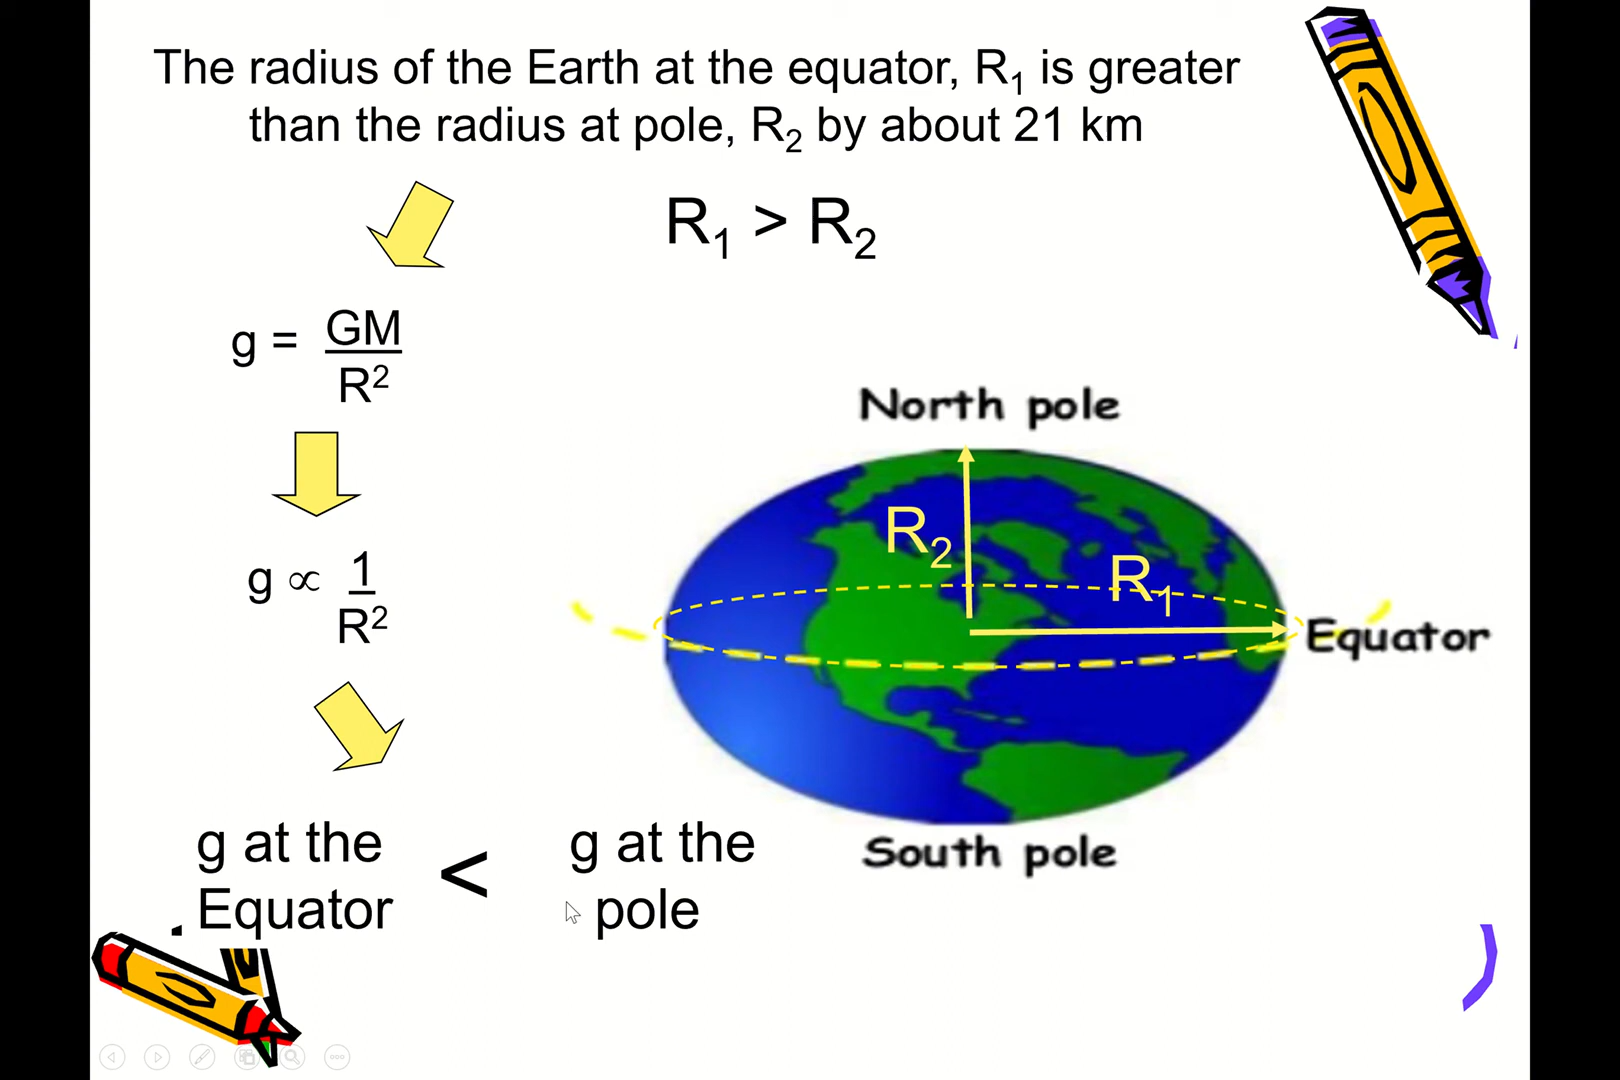 The radius of the Earth at the equator, R₁ is greater
than the radius at pole, R₂ by about 21 km
R₁ > R₂
g = GM
R²
g ∝ 1
R²
g at the
Equator
<
g at the
pole
North pole
R₂
R₁
Equator
South pole